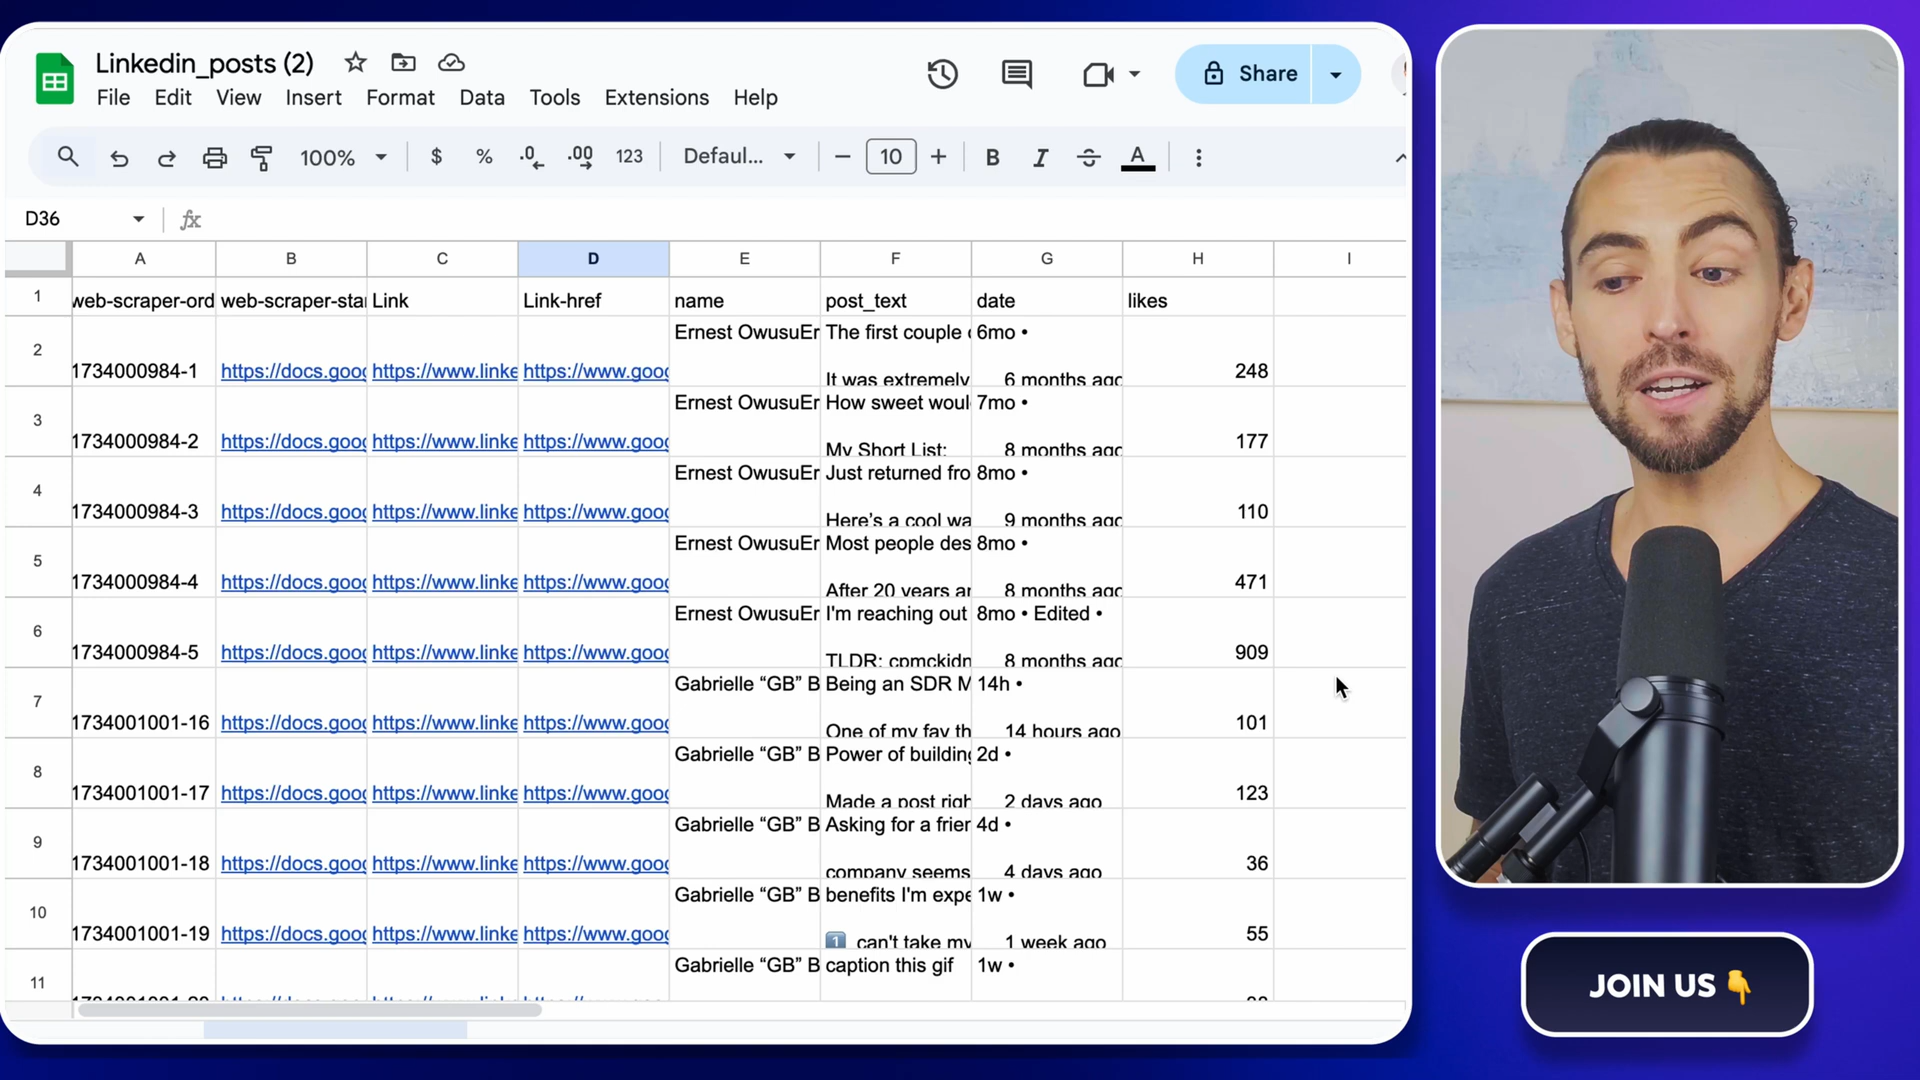 Linkedin_posts (2)
Share
File Edit View Insert Format Data Tools Extensions Help
100% $ % .0 .00 123 Defaul... 10 B I S A
D36 fx
A B C D E F G H I
1 web-scraper-ord web-scraper-sta Link Link-href name post_text date likes
2 1734000984-1 https://docs.goo https://www.linke https://www.goo Ernest OwusuEr The first couple 6mo • 248
It was extremely 6 months ago
3 1734000984-2 https://docs.goo https://www.linke https://www.goo Ernest OwusuEr How sweet woul 7mo • 177
My Short List: 8 months ago
4 1734000984-3 https://docs.goo https://www.linke https://www.goo Ernest OwusuEr Just returned fro 8mo • 110
Here's a cool wa 9 months ago
5 1734000984-4 https://docs.goo https://www.linke https://www.goo Ernest OwusuEr Most people des 8mo • 471
After 20 years a 8 months ago
6 1734000984-5 https://docs.goo https://www.linke https://www.goo Ernest OwusuEr I'm reaching out 8mo • Edited • 909
TLDR: cpmckidn 8 months ago
7 1734001001-16 https://docs.goo https://www.linke https://www.goo Gabrielle “GB” B Being an SDR M 14h • 101
One of my fav th 14 hours ago
8 1734001001-17 https://docs.goo https://www.linke https://www.goo Gabrielle “GB” B Power of building 2d • 123
Made a post righ 2 days ago
9 1734001001-18 https://docs.goo https://www.linke https://www.goo Gabrielle “GB” B Asking for a frien 4d • 36
company seems 4 days ago
10 1734001001-19 https://docs.goo https://www.linke https://www.goo Gabrielle “GB” B benefits I'm expe 1w • 55
1️⃣ can't take my 1 week ago
11 Gabrielle “GB” B caption this gif 1w •
JOIN US 👇